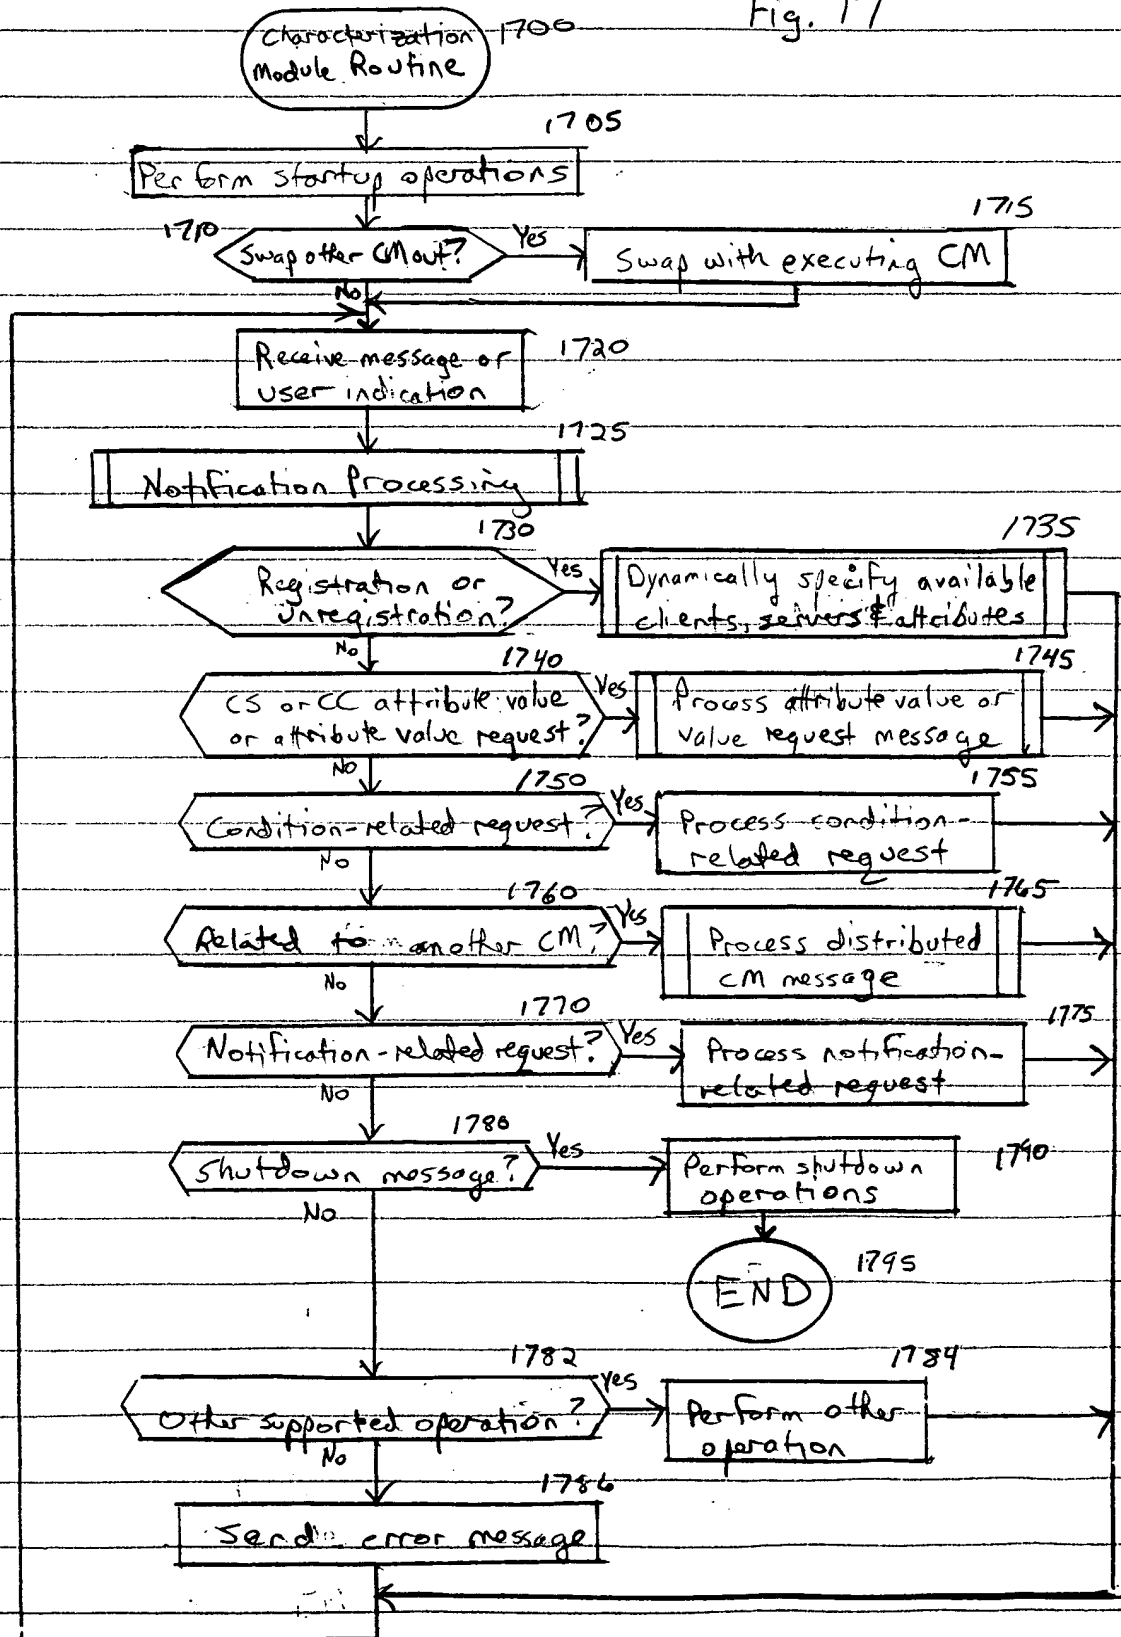 Fig. 17
Characterization
Module Routine
1700
1705
Perform startup operations
1710
Swap other CM out?
Yes
1715
Swap with executing CM
No
Receive message or
user indication
1720
1725
Notification Processing
1730
Registration or
unregistration?
Yes
1735
Dynamically specify available
clients, servers & attributes
No
1740
CS or CC attribute value
or attribute value request?
Yes
1745
Process attribute value or
value request message
No
1750
Condition-related request?
Yes
1755
Process condition-
related request
No
1760
Related to another CM?
Yes
1765
Process distributed
CM message
No
1770
Notification-related request?
Yes
1775
Process notification-
related request
No
1780
Shutdown message?
Yes
Perform shutdown
operations
1790
No
END
1795
1782
Other supported operation?
Yes
1784
Perform other
operation
No
1786
Send error message